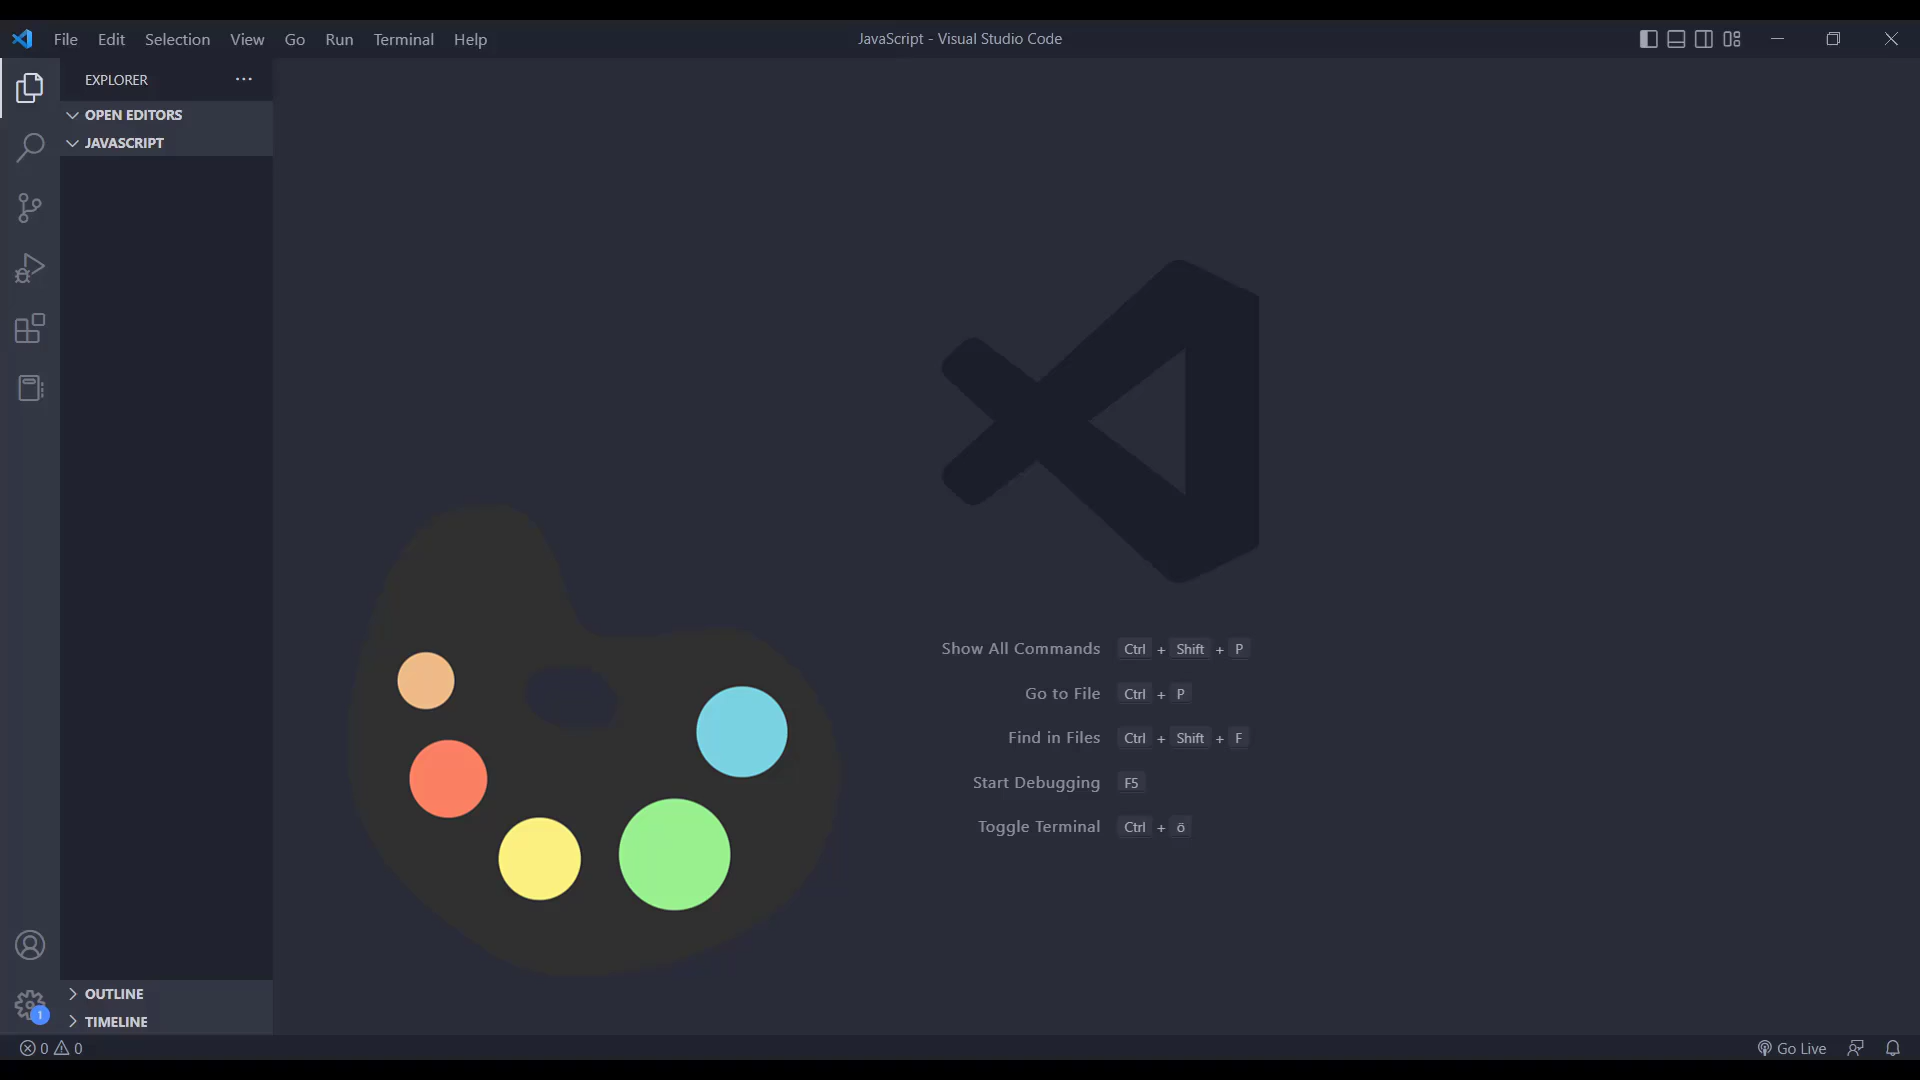 File Edit Selection View Go Run Terminal Help
JavaScript - Visual Studio Code
EXPLORER
OPEN EDITORS
JAVASCRIPT
Show All Commands Ctrl + Shift + P
Go to File Ctrl + P
Find in Files Ctrl + Shift + F
Start Debugging F5
Toggle Terminal Ctrl + ö
OUTLINE
1
TIMELINE
0 0
Go Live